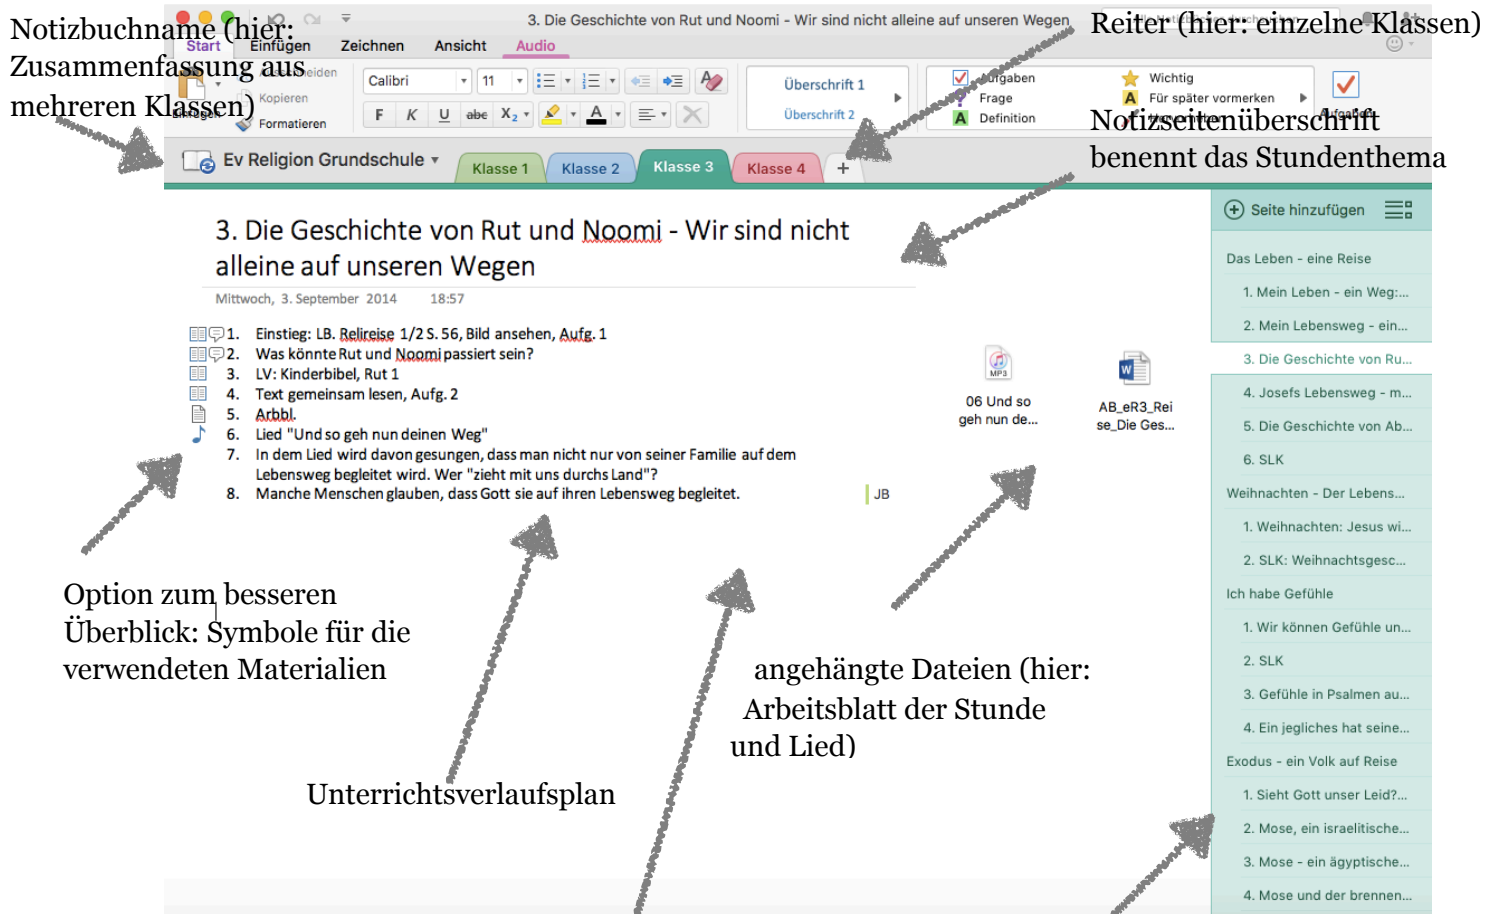 3. Die Geschichte von Rut und Noomi - Wir sind nicht alleine auf unseren Wegen
Notizbuchname (hier:
Zusammenfassung aus
mehreren Klassen)
Reiter (hier: einzelne Klassen)
Start Einfügen Zeichnen Ansicht Audio
Kopieren
Formatieren
Einfügen
Calibri 11
F K U abc X2 A
Überschrift 1
Überschrift 2
Aufgaben
Frage
Definition
Wichtig
Für später vormerken
Aufgaben
Notizseitenüberschrift
benennt das Stundenthema
Ev Religion Grundschule
Klasse 1 Klasse 2 Klasse 3 Klasse 4 +
3. Die Geschichte von Rut und Noomi - Wir sind nicht
alleine auf unseren Wegen
Mittwoch, 3. September 2014 18:57
1. Einstieg: LB. Relireise 1/2 S. 56, Bild ansehen, Aufg. 1
2. Was könnte Rut und Noomi passiert sein?
3. LV: Kinderbibel, Rut 1
4. Text gemeinsam lesen, Aufg. 2
5. Arbbl.
6. Lied "Und so geh nun deinen Weg"
7. In dem Lied wird davon gesungen, dass man nicht nur von seiner Familie auf dem
Lebensweg begleitet wird. Wer "zieht mit uns durchs Land"?
8. Manche Menschen glauben, dass Gott sie auf ihren Lebensweg begleitet.
JB
MP3
06 Und so
geh nun de...
W
AB_eR3_Rei
se_Die Ges...
Option zum besseren
Überblick: Symbole für die
verwendeten Materialien
angehängte Dateien (hier:
Arbeitsblatt der Stunde
und Lied)
Unterrichtsverlaufsplan
Seite hinzufügen
Das Leben - eine Reise
1. Mein Leben - ein Weg:...
2. Mein Lebensweg - ein...
3. Die Geschichte von Ru...
4. Josefs Lebensweg - m...
5. Die Geschichte von Ab...
6. SLK
Weihnachten - Der Lebens...
1. Weihnachten: Jesus wi...
2. SLK: Weihnachtsgesc...
Ich habe Gefühle
1. Wir können Gefühle un...
2. SLK
3. Gefühle in Psalmen au...
4. Ein jegliches hat seine...
Exodus - ein Volk auf Reise
1. Sieht Gott unser Leid?...
2. Mose, ein israelitische...
3. Mose - ein ägyptische...
4. Mose und der brennen...